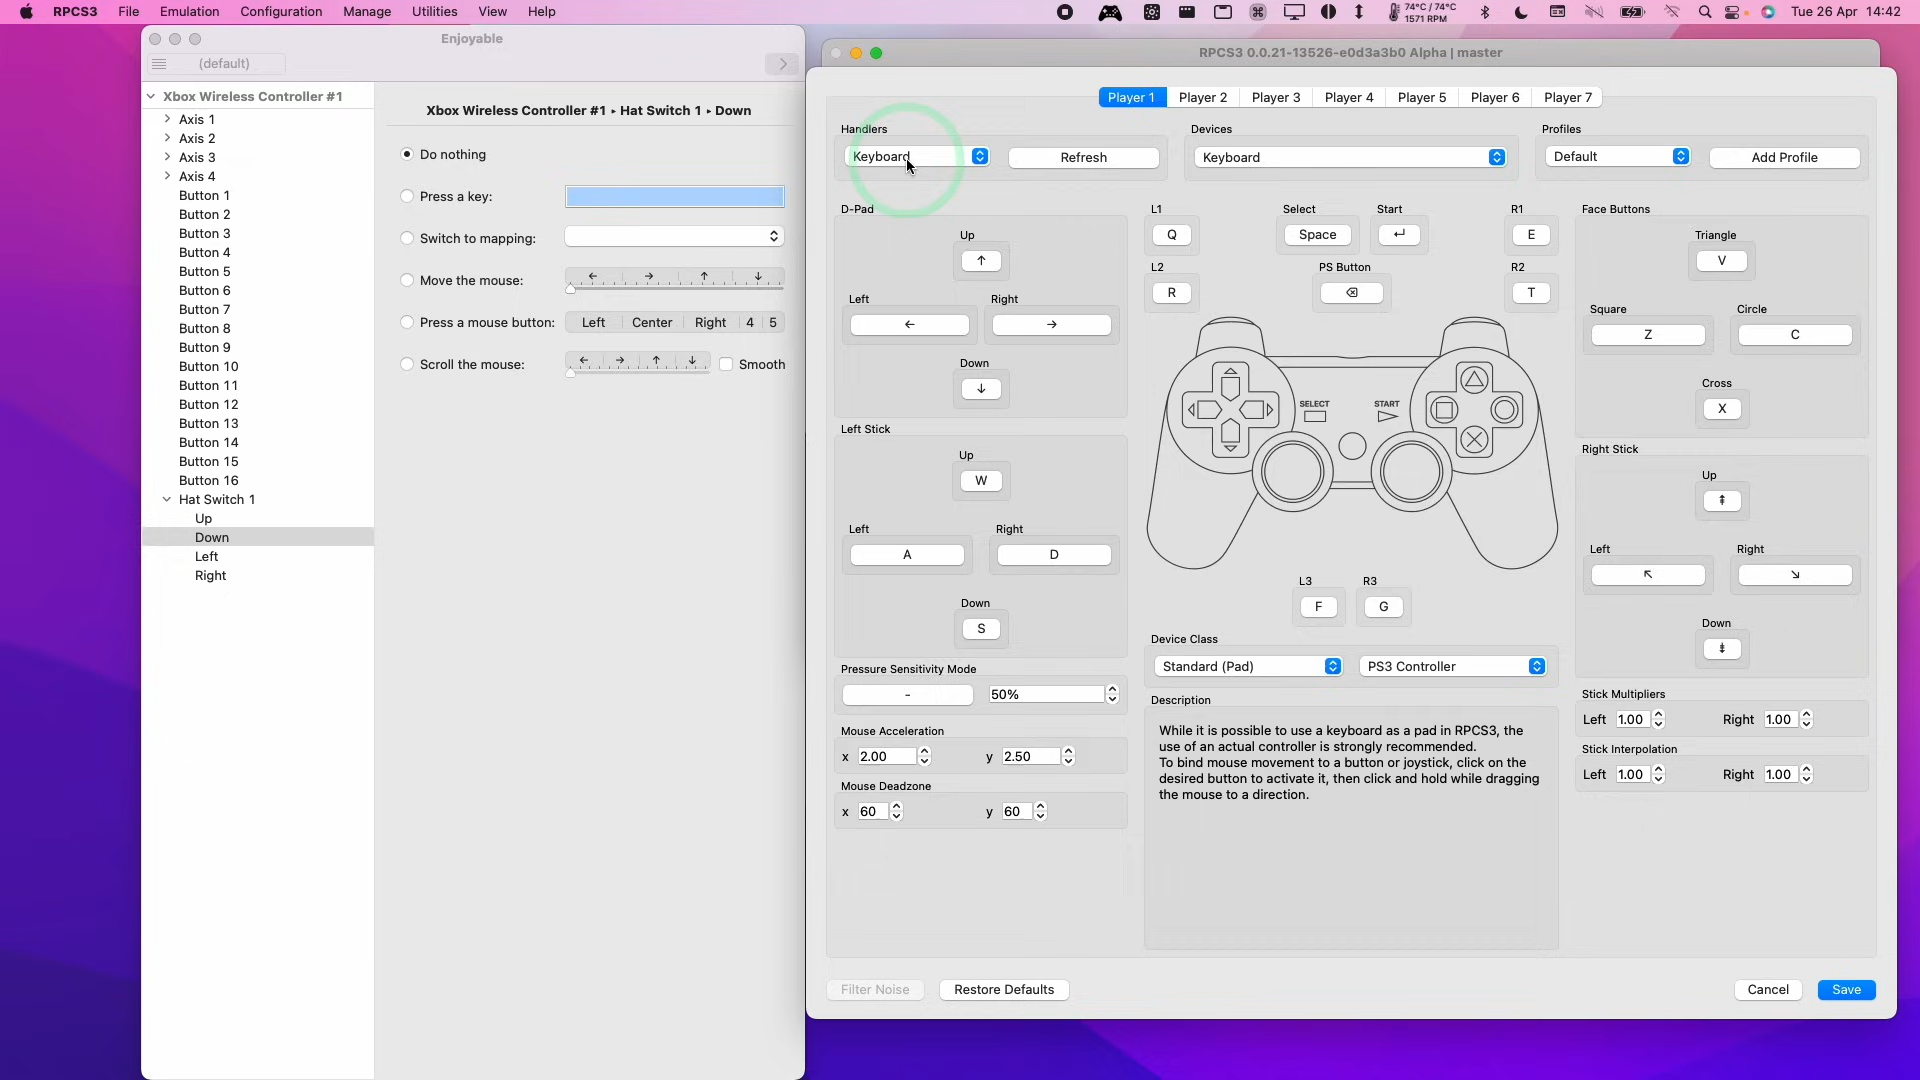 RPCS3 File Emulation Configuration Manage Utilities View Help
74°C / 74°C
1571 RPM
Tue 26 Apr 14:42
Enjoyable
(default)
Xbox Wireless Controller #1
Axis 1
Axis 2
Axis 3
Axis 4
Button 1
Button 2
Button 3
Button 4
Button 5
Button 6
Button 7
Button 8
Button 9
Button 10
Button 11
Button 12
Button 13
Button 14
Button 15
Button 16
Hat Switch 1
Up
Down
Left
Right
Xbox Wireless Controller #1 ▸ Hat Switch 1 ▸ Down
Do nothing
Press a key:
Switch to mapping:
Move the mouse: ← → ↑ ↓
Press a mouse button: Left Center Right 4 5
Scroll the mouse: ← → ↑ ↓ Smooth
RPCS3 0.0.21-13526-e0d3a3b0 Alpha | master
Player 1 Player 2 Player 3 Player 4 Player 5 Player 6 Player 7
Handlers
Keyboard Refresh
Devices
Keyboard
Profiles
Default Add Profile
D-Pad
Up
↑
Left Right
← →
Down
↓
Left Stick
Up
W
Left Right
A D
Down
S
Pressure Sensitivity Mode
- 50%
Mouse Acceleration
x 2.00 y 2.50
Mouse Deadzone
x 60 y 60
L1 Select Start R1
Q Space ↵ E
L2 PS Button R2
R ⌫ T
SELECT START
L3 R3
F G
Device Class
Standard (Pad) PS3 Controller
Description
While it is possible to use a keyboard as a pad in RPCS3, the
use of an actual controller is strongly recommended.
To bind mouse movement to a button or joystick, click on the
desired button to activate it, then click and hold while dragging
the mouse to a direction.
Face Buttons
Triangle
V
Square Circle
Z C
Cross
X
Right Stick
Up
⇞
Left Right
↖ ↘
Down
⇟
Stick Multipliers
Left 1.00 Right 1.00
Stick Interpolation
Left 1.00 Right 1.00
Filter Noise Restore Defaults Cancel Save